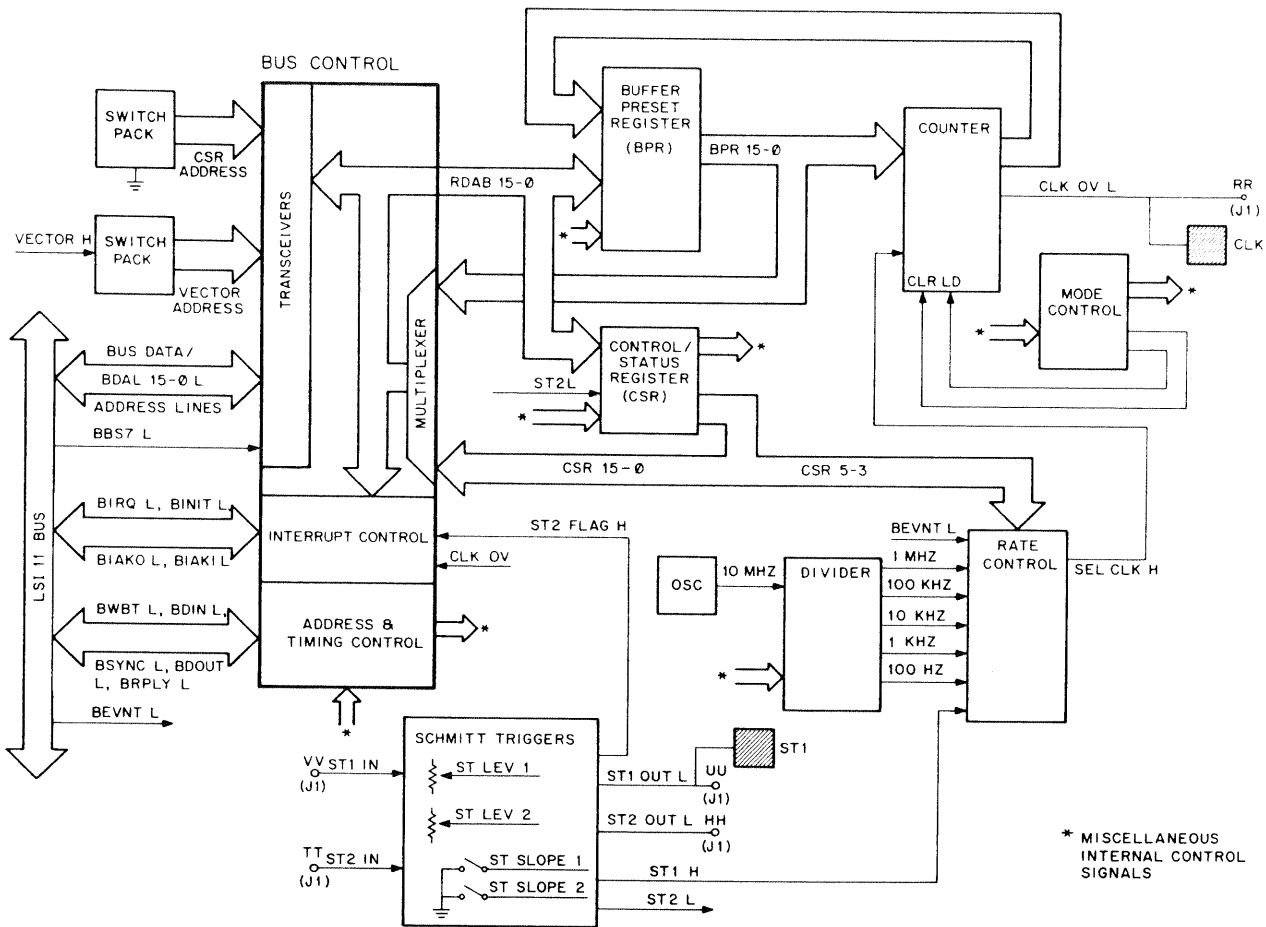 BUS CONTROL
SWITCH
PACK
CSR
ADDRESS
VECTOR H
SWITCH
PACK
VECTOR
ADDRESS
TRANSCEIVERS
RDAB 15-Ø
MULTIPLEXER
BUFFER
PRESET
REGISTER
(BPR)
*
BPR 15-Ø
COUNTER
CLR LD
CLK OV L
RR
(J1)
CLK
MODE
CONTROL
*
*
CONTROL/
STATUS
REGISTER
(CSR)
*
ST2L
*
CSR 15-Ø
CSR 5-3
LSI 11 BUS
BUS DATA/
BDAL 15-Ø L
ADDRESS LINES
BBS7 L
BIRQ L, BINIT L,
BIAKO L, BIAKI L
BWBT L, BDIN L,
BSYNC L, BDOUT
L, BRPLY L
BEVNT L
INTERRUPT CONTROL
ST2 FLAG H
CLK OV
ADDRESS &
TIMING CONTROL
*
*
OSC
10 MHZ
DIVIDER
*
BEVNT L
1 MHZ
100 KHZ
10 KHZ
1 KHZ
100 HZ
RATE
CONTROL
SEL CLK H
SCHMITT TRIGGERS
VV
(J1)
ST1 IN
ST LEV 1
ST LEV 2
TT
(J1)
ST2 IN
ST SLOPE 1
ST SLOPE 2
ST1
ST1 OUT L
UU
(J1)
ST2 OUT L
HH
(J1)
ST1 H
ST2 L
* MISCELLANEOUS
INTERNAL CONTROL
SIGNALS